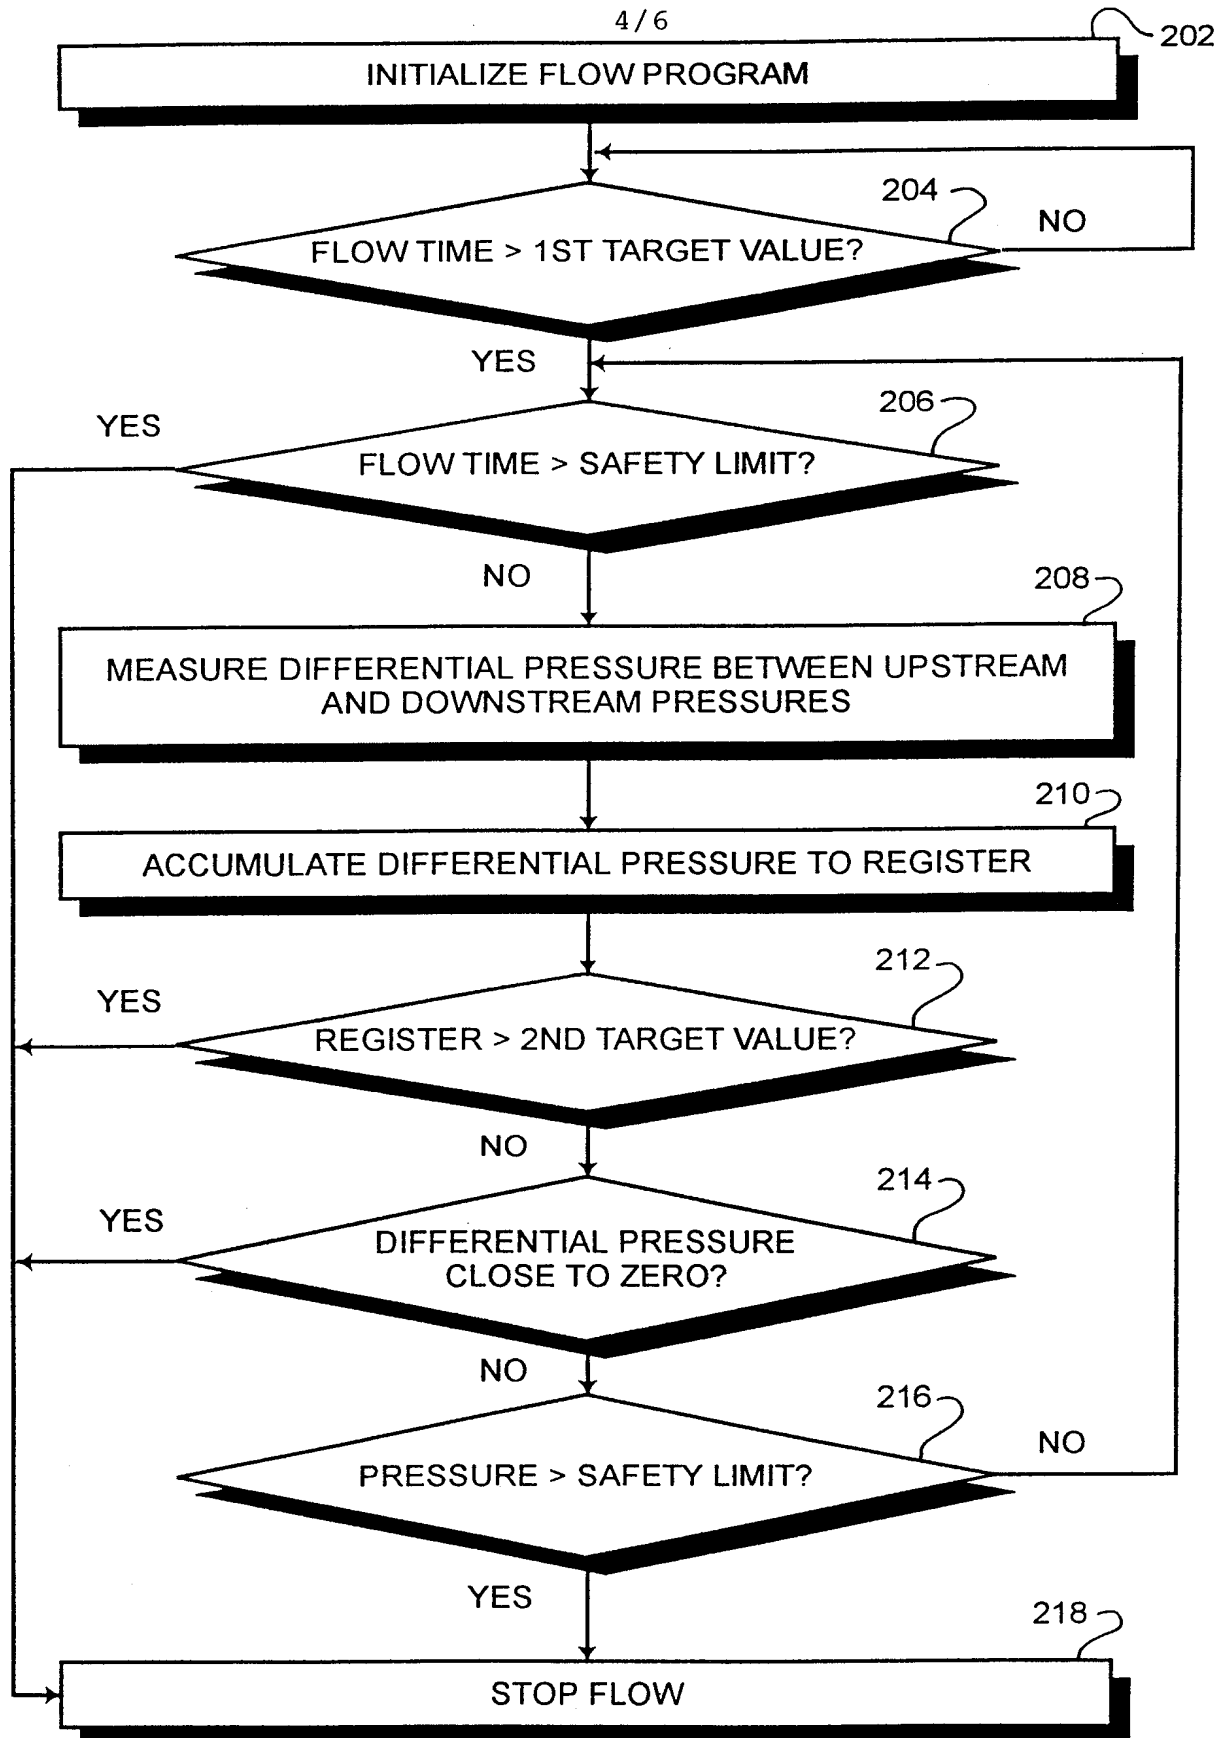 4/6
202
INITIALIZE FLOW PROGRAM
204
NO
FLOW TIME > 1ST TARGET VALUE?
YES
206
YES
FLOW TIME > SAFETY LIMIT?
NO
208
MEASURE DIFFERENTIAL PRESSURE BETWEEN UPSTREAM
AND DOWNSTREAM PRESSURES
210
ACCUMULATE DIFFERENTIAL PRESSURE TO REGISTER
212
YES
REGISTER > 2ND TARGET VALUE?
NO
214
YES
DIFFERENTIAL PRESSURE
CLOSE TO ZERO?
NO
216
NO
PRESSURE > SAFETY LIMIT?
YES
218
STOP FLOW